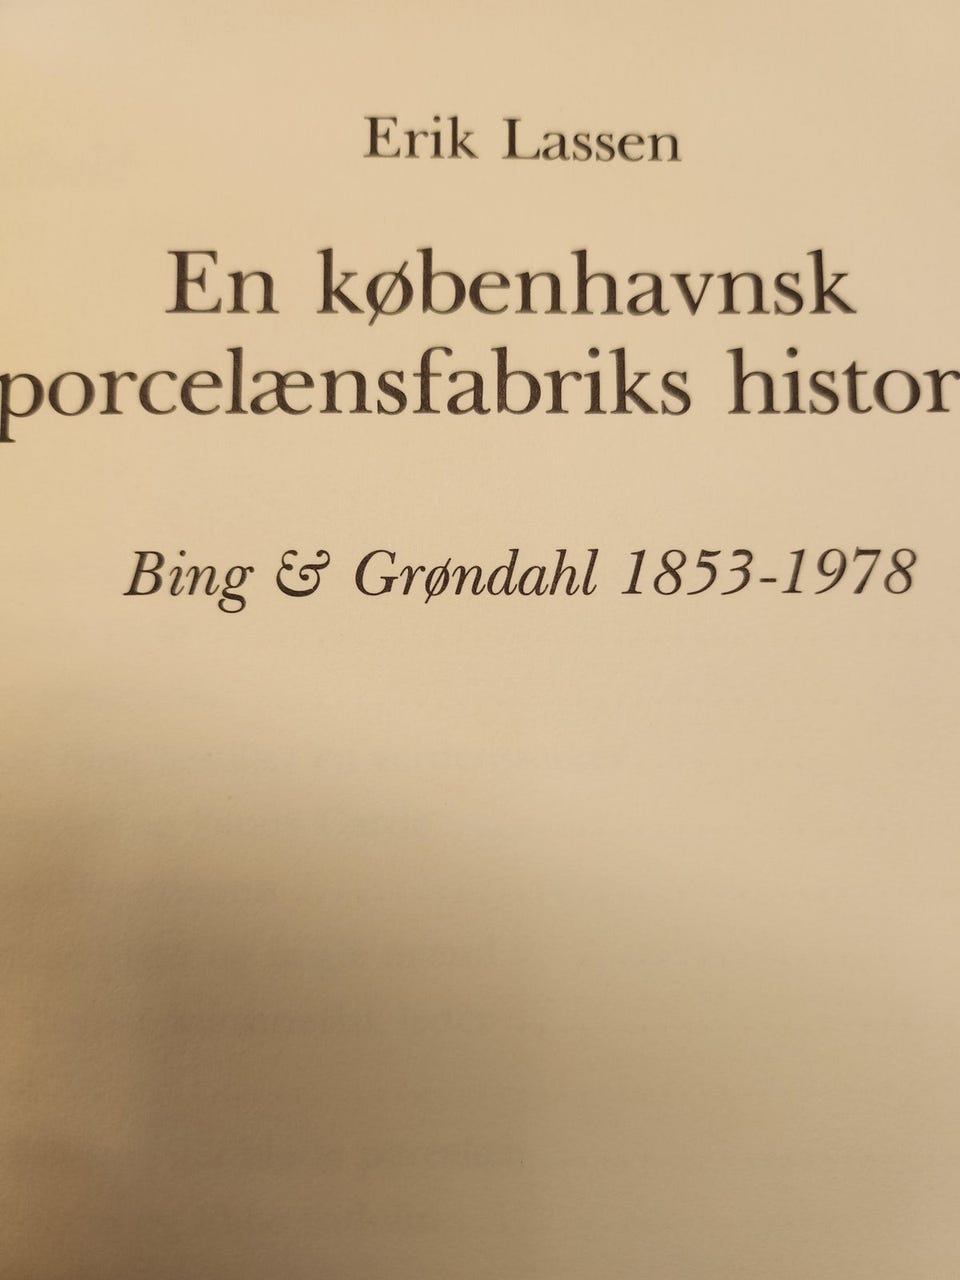 Erik Lassen
En københavnsk
porcelænsfabriks histor
Bing & Grøndahl 1853-1978